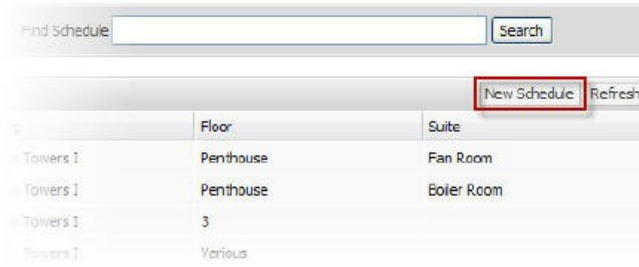 Find Schedule Search
New Schedule Refresh
Floor Suite
Towers I Penthouse Fan Room
Towers I Penthouse Boiler Room
Towers I 3
Towers I Various